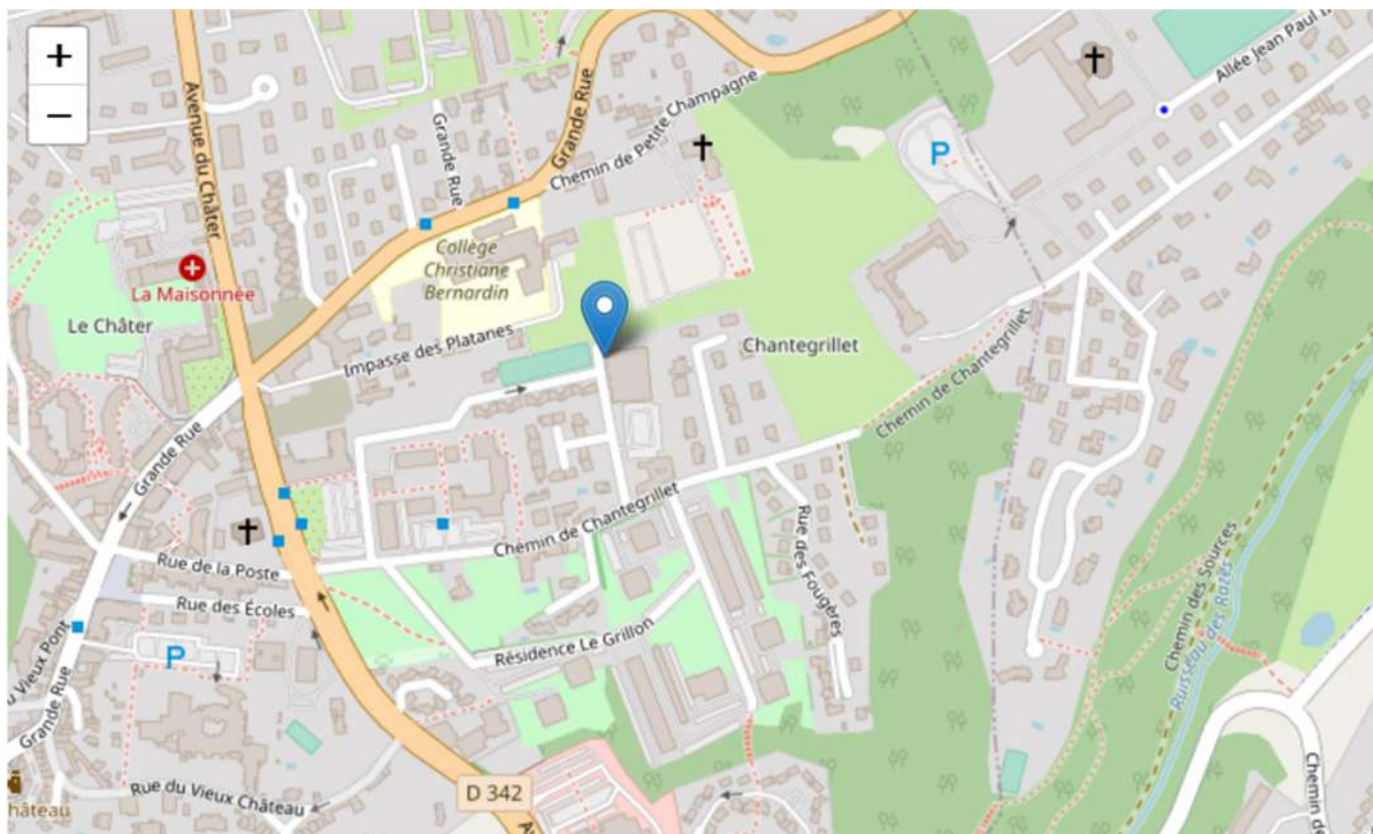 +
−
Avenue du Châter
Grande Rue
Grande Rue
Chemin de Petite Champagne
Allée Jean Paul II
P
Collège
Christiane
Bernardin
La Maisonnée
Le Châter
Impasse des Platanes
Chantegrillet
Chemin de Chantegrillet
Grande Rue
Chemin de Chantegrillet
Rue des Fougères
Rue de la Poste
Rue des Écoles
Résidence Le Grillon
Chemin des Sources
Ruisseau des Razes
du Vieux Pont
P
Grande Rue
Rue du Vieux Château
D 342
hâteau
Chemin d